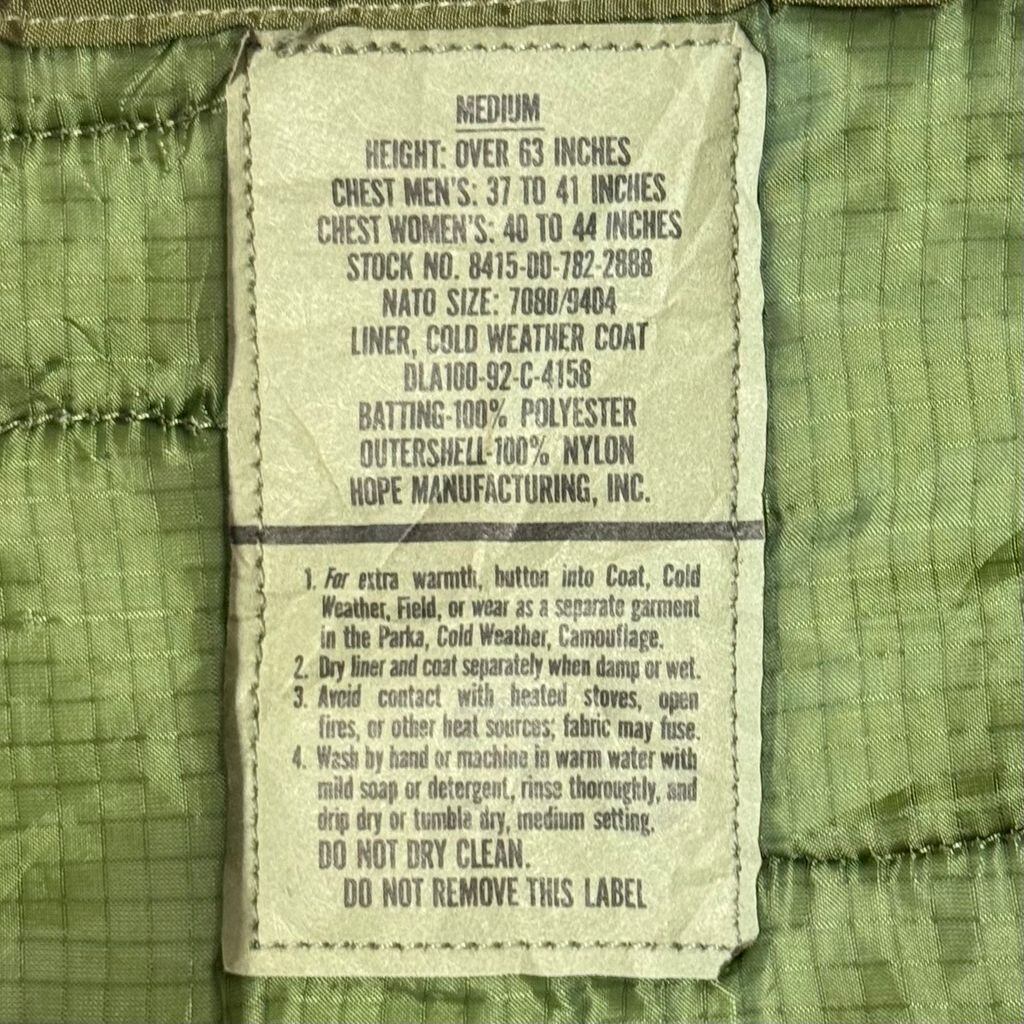 MEDIUM
HEIGHT: OVER 63 INCHES
CHEST MEN'S: 37 TO 41 INCHES
CHEST WOMEN'S: 40 TO 44 INCHES
STOCK NO. 8415-00-782-2888
NATO SIZE: 7080/9404
LINER, COLD WEATHER COAT
DLA100-92-C-4158
BATTING-100% POLYESTER
OUTERSHELL-100% NYLON
HOPE MANUFACTURING, INC.
1. For extra warmth, button into Coat, Cold
Weather, Field, or wear as a separate garment
in the Parka, Cold Weather, Camouflage.
2. Dry liner and coat separately when damp or wet.
3. Avoid contact with heated stoves, open
fires, or other heat sources; fabric may fuse.
4. Wash by hand or machine in warm water with
mild soap or detergent, rinse thoroughly, and
drip dry or tumble dry, medium setting.
DO NOT DRY CLEAN.
DO NOT REMOVE THIS LABEL